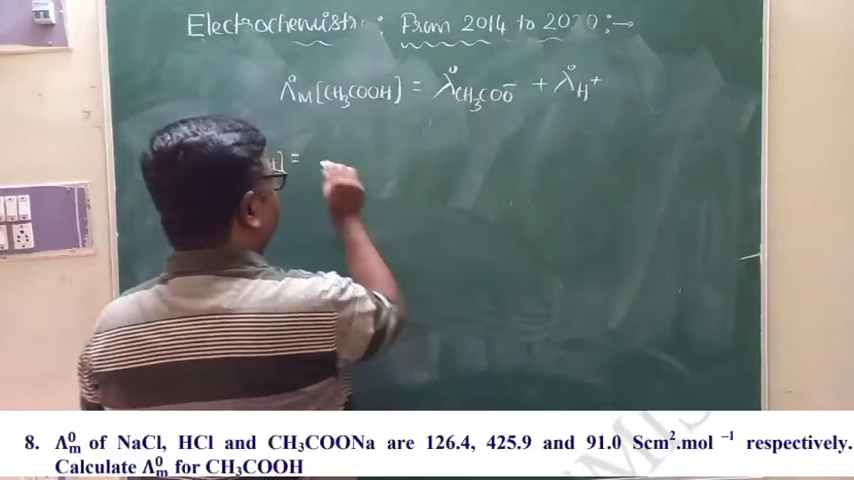 Electrochemistry : From 2014 to 2020 :→
Λ°M [CH₃COOH] = λ°CH₃COO⁻ + λ°H⁺
H] =
8. Λ⁰m of NaCl, HCl and CH₃COONa are 126.4, 425.9 and 91.0 Scm².mol ⁻¹ respectively.
Calculate Λ⁰m for CH₃COOH